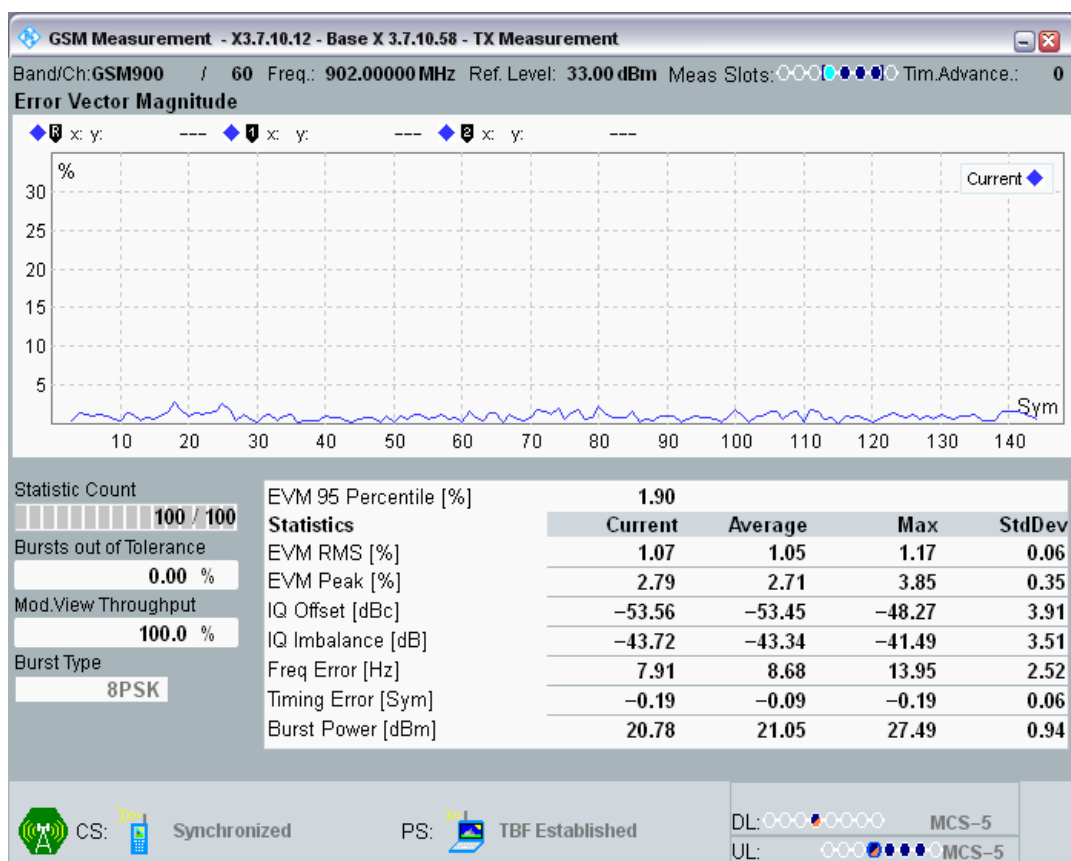 GSM Measurement - X3.7.10.12 - Base X 3.7.10.58 - TX Measurement
Band/Ch:GSM900 / 60 Freq.: 902.00000 MHz Ref. Level: 33.00 dBm Meas Slots: Tim.Advance.: 0
Error Vector Magnitude
R x: y: --- 1 x: y: --- 2 x: y: ---
%
Current
30
25
20
15
10
5
Sym
10 20 30 40 50 60 70 80 90 100 110 120 130 140
Statistic Count
100 / 100
Bursts out of Tolerance
0.00 %
Mod.View Throughput
100.0 %
Burst Type
8PSK
EVM 95 Percentile [%] 1.90
Statistics Current Average Max StdDev
EVM RMS [%] 1.07 1.05 1.17 0.06
EVM Peak [%] 2.79 2.71 3.85 0.35
IQ Offset [dBc] −53.56 −53.45 −48.27 3.91
IQ Imbalance [dB] −43.72 −43.34 −41.49 3.51
Freq Error [Hz] 7.91 8.68 13.95 2.52
Timing Error [Sym] −0.19 −0.09 −0.19 0.06
Burst Power [dBm] 20.78 21.05 27.49 0.94
CS: Synchronized PS: TBF Established
DL: MCS−5
UL: MCS−5